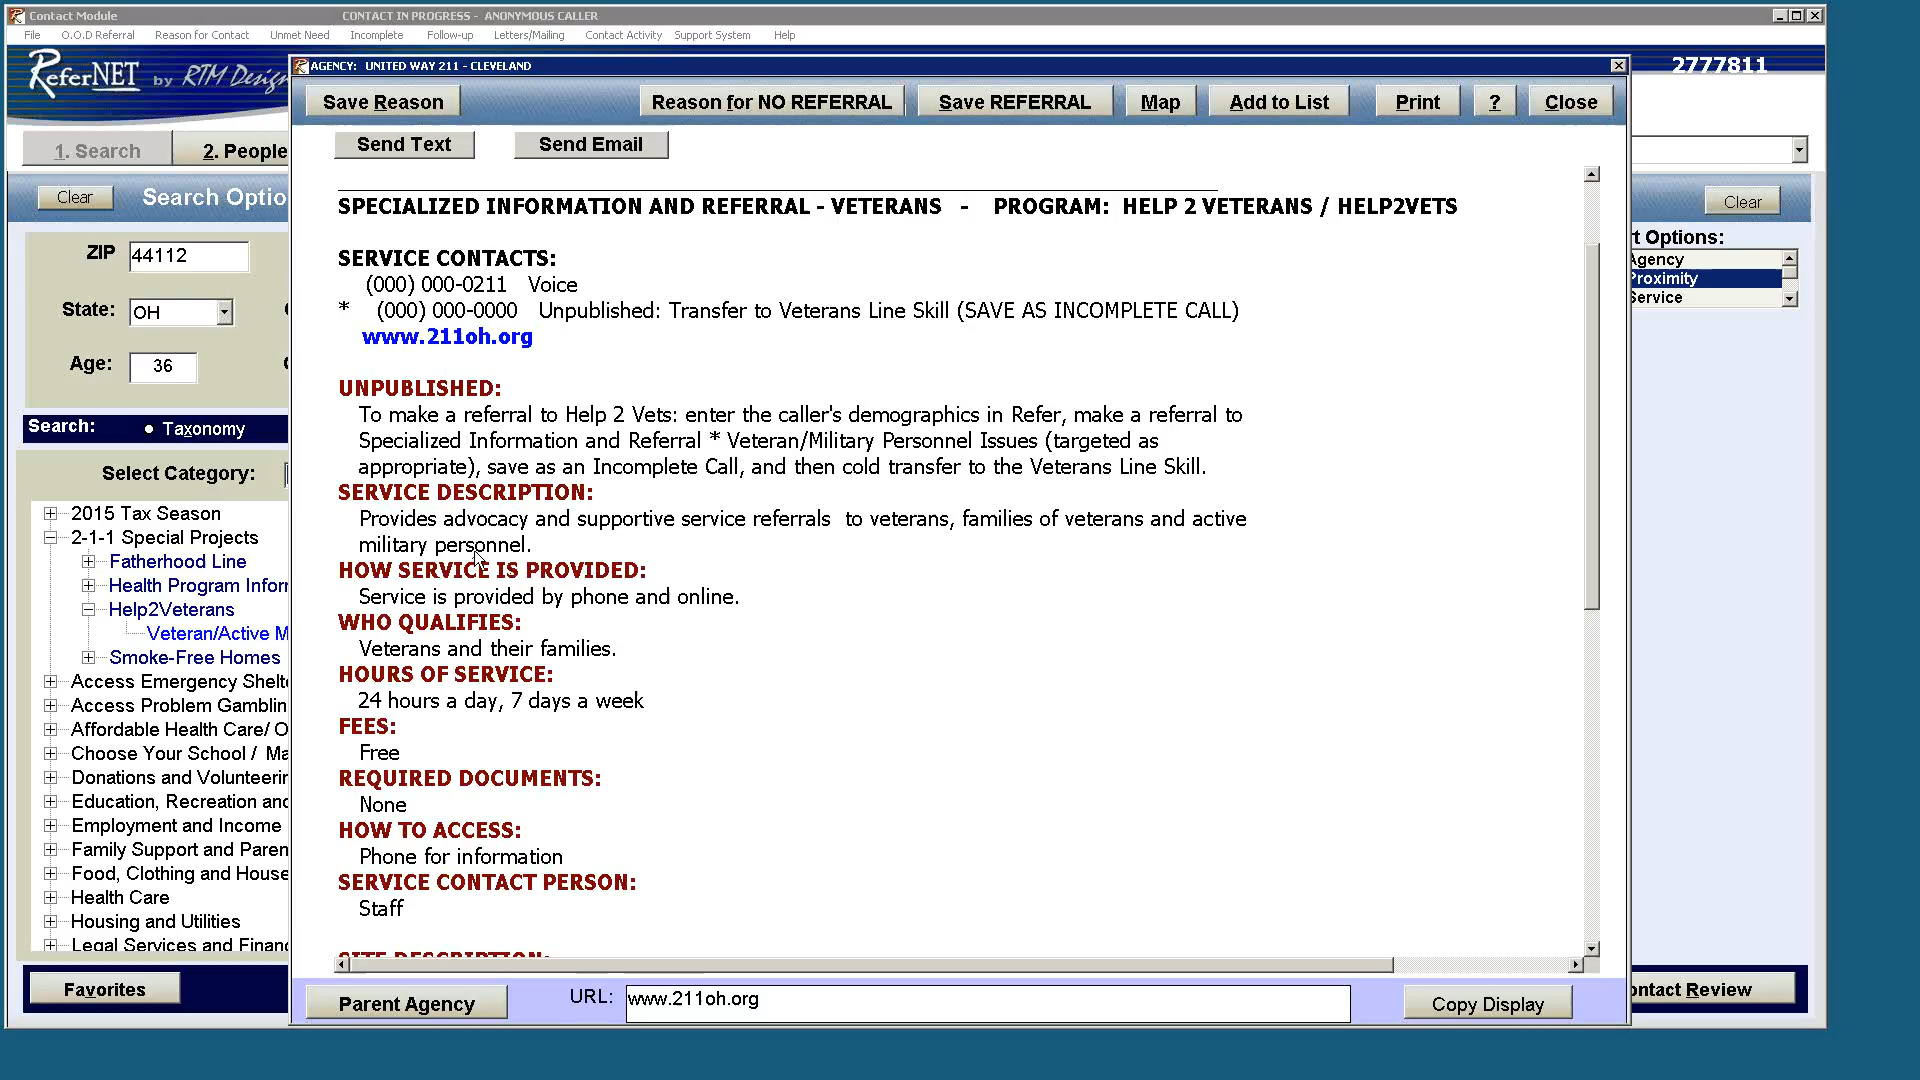 Contact Module
CONTACT IN PROGRESS - ANONYMOUS CALLER
File O.O.D Referral Reason for Contact Unmet Need Incomplete Follow-up Letters/Mailing Contact Activity Support System Help
ReferNET by RTM Design
2777811
AGENCY: UNITED WAY 211 - CLEVELAND
Save Reason Reason for NO REFERRAL Save REFERRAL Map Add to List Print ? Close
Send Text Send Email
1. Search 2. People
Clear Search Optio
ZIP 44112
State: OH
Age: 36
Search: Taxonomy
Select Category:
2015 Tax Season
2-1-1 Special Projects
Fatherhood Line
Health Program Infor
Help2Veterans
Veteran/Active M
Smoke-Free Homes
Access Emergency Shelt
Access Problem Gamblin
Affordable Health Care/ O
Choose Your School / Ma
Donations and Volunteerin
Education, Recreation and
Employment and Income
Family Support and Paren
Food, Clothing and House
Health Care
Housing and Utilities
Legal Services and Financ
Favorites
SPECIALIZED INFORMATION AND REFERRAL - VETERANS - PROGRAM: HELP 2 VETERANS / HELP2VETS
SERVICE CONTACTS:
(000) 000-0211 Voice
* (000) 000-0000 Unpublished: Transfer to Veterans Line Skill (SAVE AS INCOMPLETE CALL)
www.211oh.org
UNPUBLISHED:
To make a referral to Help 2 Vets: enter the caller's demographics in Refer, make a referral to
Specialized Information and Referral * Veteran/Military Personnel Issues (targeted as
appropriate), save as an Incomplete Call, and then cold transfer to the Veterans Line Skill.
SERVICE DESCRIPTION:
Provides advocacy and supportive service referrals to veterans, families of veterans and active
military personnel.
HOW SERVICE IS PROVIDED:
Service is provided by phone and online.
WHO QUALIFIES:
Veterans and their families.
HOURS OF SERVICE:
24 hours a day, 7 days a week
FEES:
Free
REQUIRED DOCUMENTS:
None
HOW TO ACCESS:
Phone for information
SERVICE CONTACT PERSON:
Staff
SITE DESCRIPTION:
Parent Agency URL: www.211oh.org Copy Display
Clear
t Options:
Agency
Proximity
Service
ontact Review